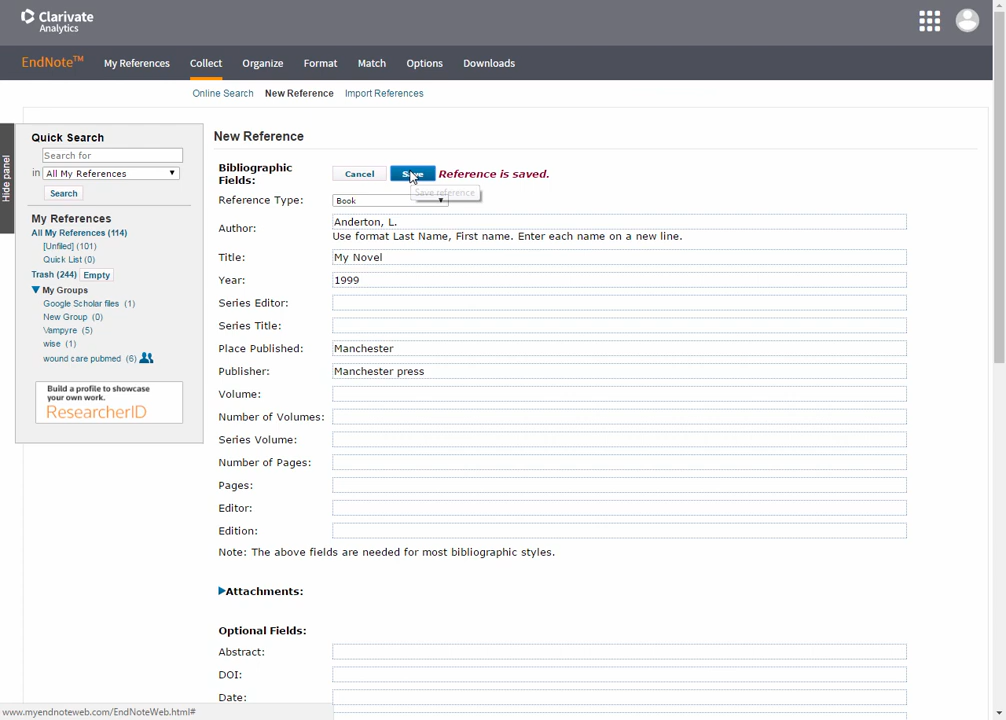 Clarivate
Analytics
EndNote™ My References Collect Organize Format Match Options Downloads
Online Search New Reference Import References
Hide panel
Quick Search
Search for
in All My References
Search
My References
All My References (114)
[Unfiled] (101)
Quick List (0)
Trash (244) Empty
My Groups
Google Scholar files (1)
New Group (0)
Vampyre (5)
wise (1)
wound care pubmed (6)
Build a profile to showcase
your own work.
ResearcherID
New Reference
Bibliographic
Fields:
Cancel Save Reference is saved.
Save reference
Reference Type: Book
Author: Anderton, L.
Use format Last Name, First name. Enter each name on a new line.
Title: My Novel
Year: 1999
Series Editor:
Series Title:
Place Published: Manchester
Publisher: Manchester press
Volume:
Number of Volumes:
Series Volume:
Number of Pages:
Pages:
Editor:
Edition:
Note: The above fields are needed for most bibliographic styles.
Attachments:
Optional Fields:
Abstract:
DOI:
Date:
www.myendnoteweb.com/EndNoteWeb.html#